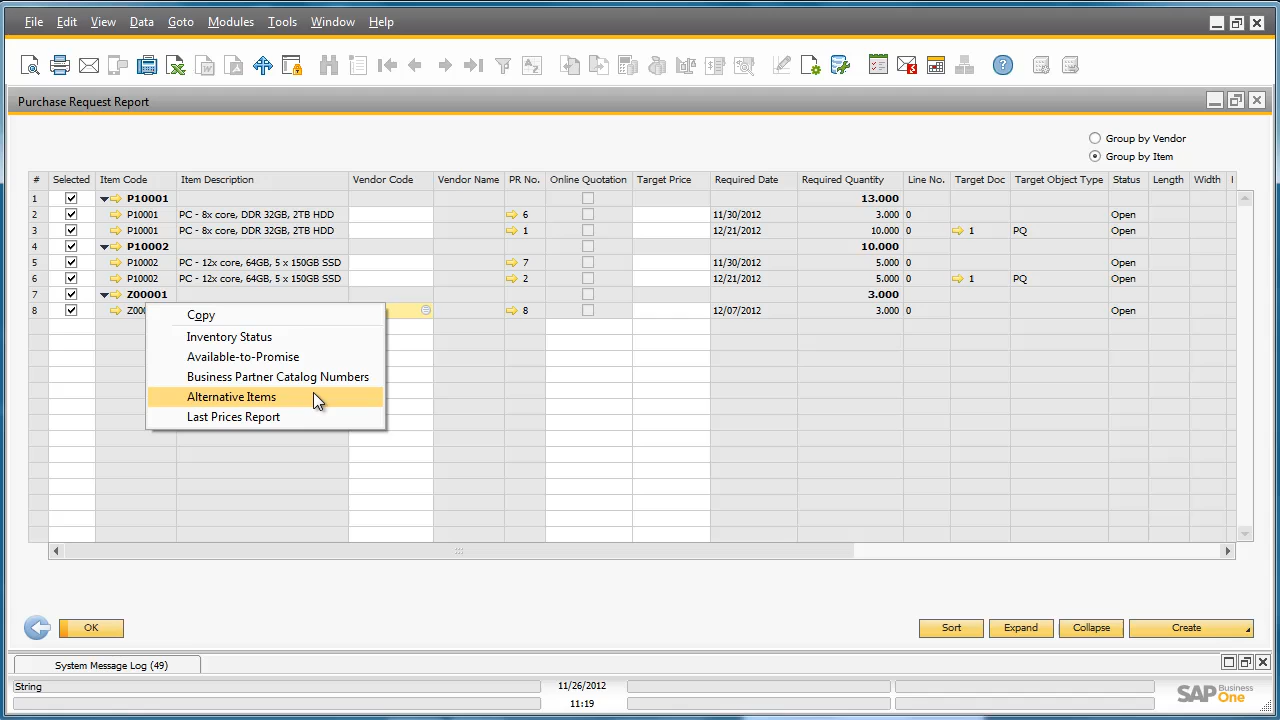 File Edit View Data Goto Modules Tools Window Help
Purchase Request Report
Group by Vendor
Group by Item
# Selected Item Code Item Description Vendor Code Vendor Name PR No. Online Quotation Target Price Required Date Required Quantity Line No. Target Doc Target Object Type Status Length Width
1 P10001 13.000
2 P10001 PC - 8x core, DDR 32GB, 2TB HDD 6 11/30/2012 3.000 0 Open
3 P10001 PC - 8x core, DDR 32GB, 2TB HDD 1 12/21/2012 10.000 0 1 PQ Open
4 P10002 10.000
5 P10002 PC - 12x core, 64GB, 5 x 150GB SSD 7 11/30/2012 5.000 0 Open
6 P10002 PC - 12x core, 64GB, 5 x 150GB SSD 2 12/21/2012 5.000 0 1 PQ Open
7 Z00001 3.000
8 8 12/07/2012 3.000 0 Open
Copy
Inventory Status
Available-to-Promise
Business Partner Catalog Numbers
Alternative Items
Last Prices Report
OK Sort Expand Collapse Create
System Message Log (49)
String 11/26/2012
11:19
SAP Business One